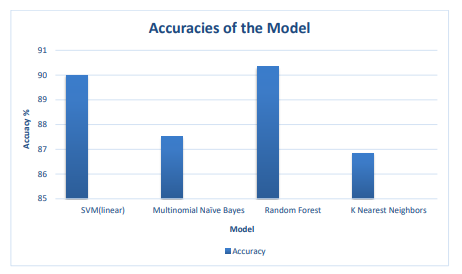 Accuracies of the Model
91
90
89
88
87
86
85
Accuacy %
SVM(linear) Multinomial Naïve Bayes Random Forest K Nearest Neighbors
Model
Accuracy